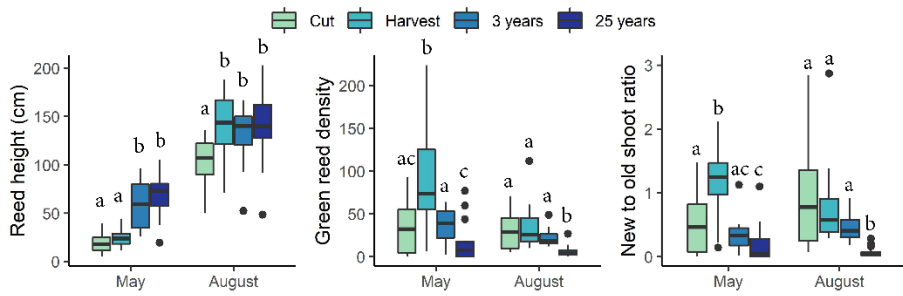 Cut Harvest 3 years 25 years
Reed height (cm)
200
150
100
50
0
a a b b a b b b
May August
Green reed density
200
150
100
50
0
ac b a c a a a b
May August
New to old shoot ratio
3
2
1
0
a b ac c a a a b
May August